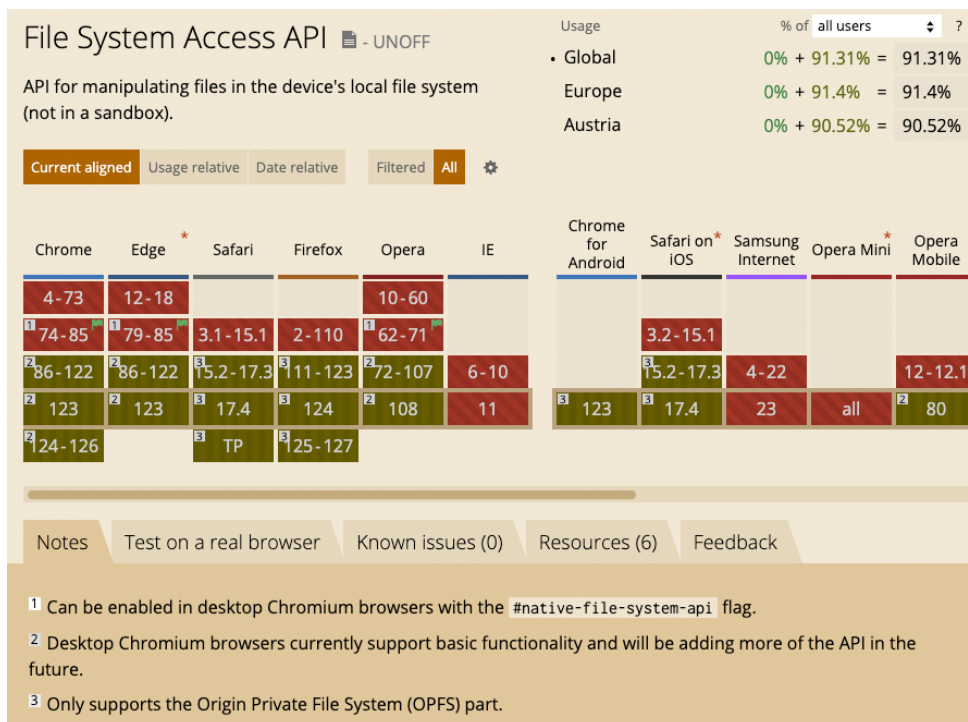 File System Access API - UNOFF
API for manipulating files in the device's local file system
(not in a sandbox).
Usage % of all users ?
Global 0% + 91.31% = 91.31%
Europe 0% + 91.4% = 91.4%
Austria 0% + 90.52% = 90.52%
Current aligned Usage relative Date relative Filtered All
Chrome Edge * Safari Firefox Opera IE Chrome for Android Safari on iOS * Samsung Internet Opera Mini * Opera Mobile
4-73 12-18 10-60
1 74-85 1 79-85 3.1-15.1 2-110 1 62-71 3.2-15.1
2 86-122 2 86-122 3 15.2-17.3 3 111-123 2 72-107 6-10 3 15.2-17.3 4-22 12-12.1
2 123 2 123 3 17.4 3 124 2 108 11 3 123 3 17.4 23 all 2 80
2 124-126 3 TP 3 125-127
Notes Test on a real browser Known issues (0) Resources (6) Feedback
1 Can be enabled in desktop Chromium browsers with the #native-file-system-api flag.
2 Desktop Chromium browsers currently support basic functionality and will be adding more of the API in the
future.
3 Only supports the Origin Private File System (OPFS) part.